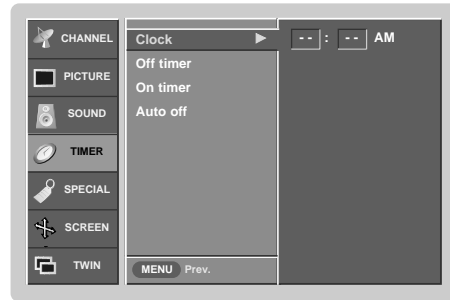 CHANNEL
PICTURE
SOUND
TIMER
SPECIAL
SCREEN
TWIN
Clock ▶
Off timer
On timer
Auto off
MENU Prev.
-- : -- AM